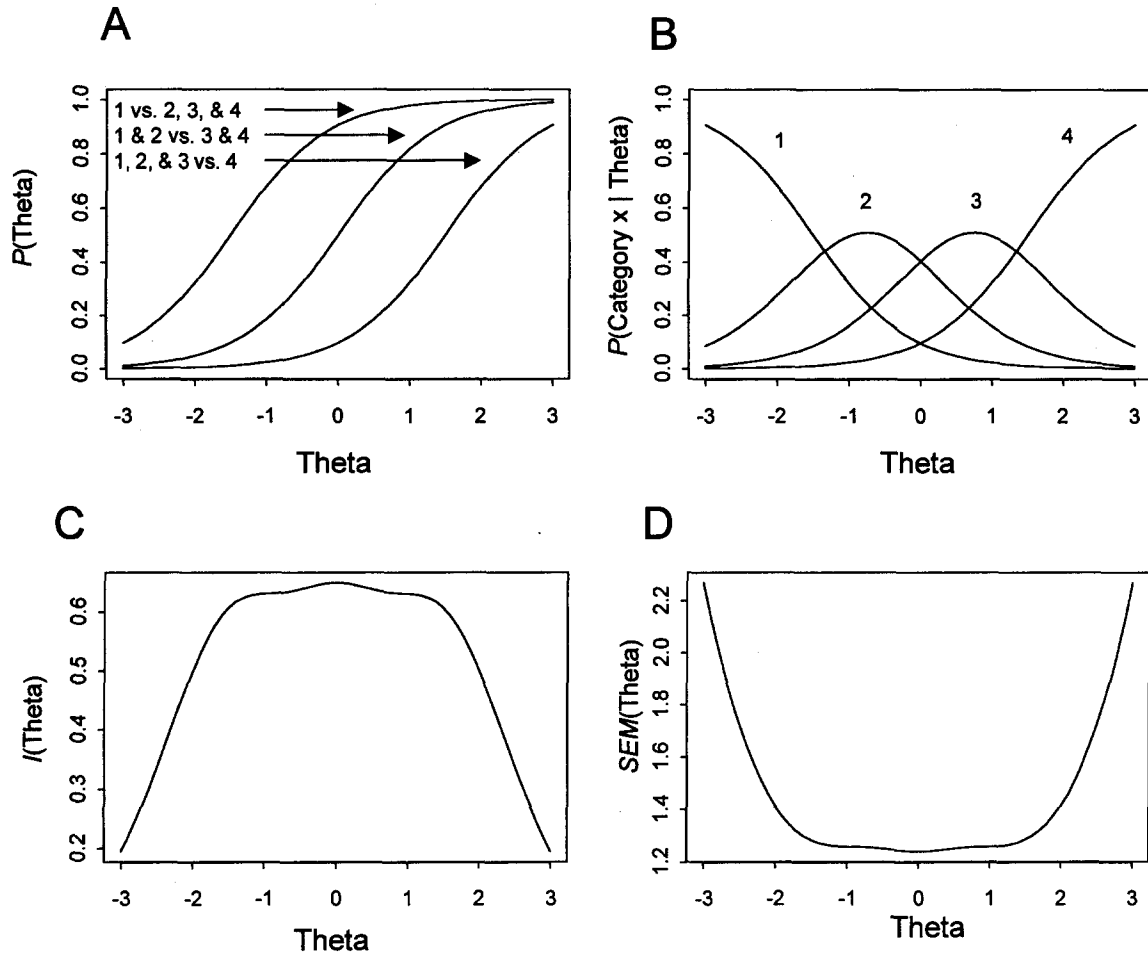 A
P(Theta)
1.0
0.8
0.6
0.4
0.2
0.0
1 vs. 2, 3, & 4
1 & 2 vs. 3 & 4
1, 2, & 3 vs. 4
-3 -2 -1 0 1 2 3
Theta
B
P(Category x | Theta)
1.0
0.8
0.6
0.4
0.2
0.0
1
2
3
4
-3 -2 -1 0 1 2 3
Theta
C
I(Theta)
0.6
0.5
0.4
0.3
0.2
-3 -2 -1 0 1 2 3
Theta
D
SEM(Theta)
2.2
2.0
1.8
1.6
1.4
1.2
-3 -2 -1 0 1 2 3
Theta